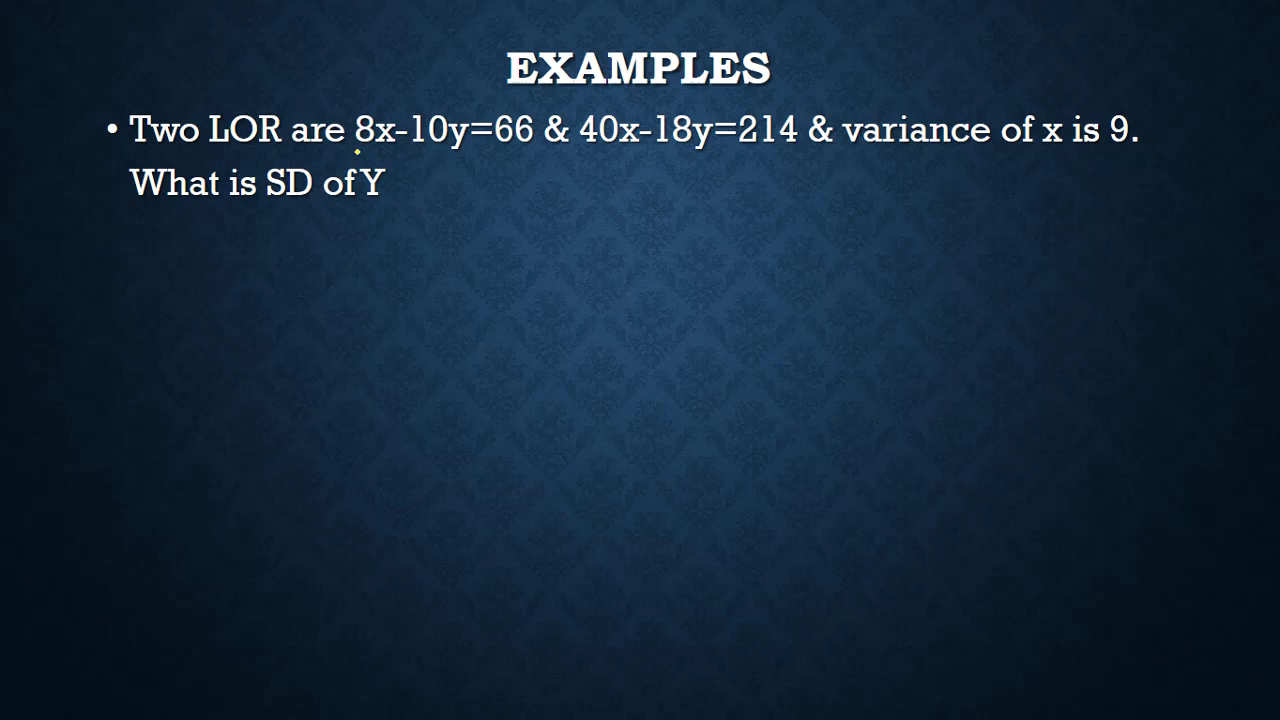 EXAMPLES
• Two LOR are 8x-10y=66 & 40x-18y=214 & variance of x is 9.
What is SD of Y